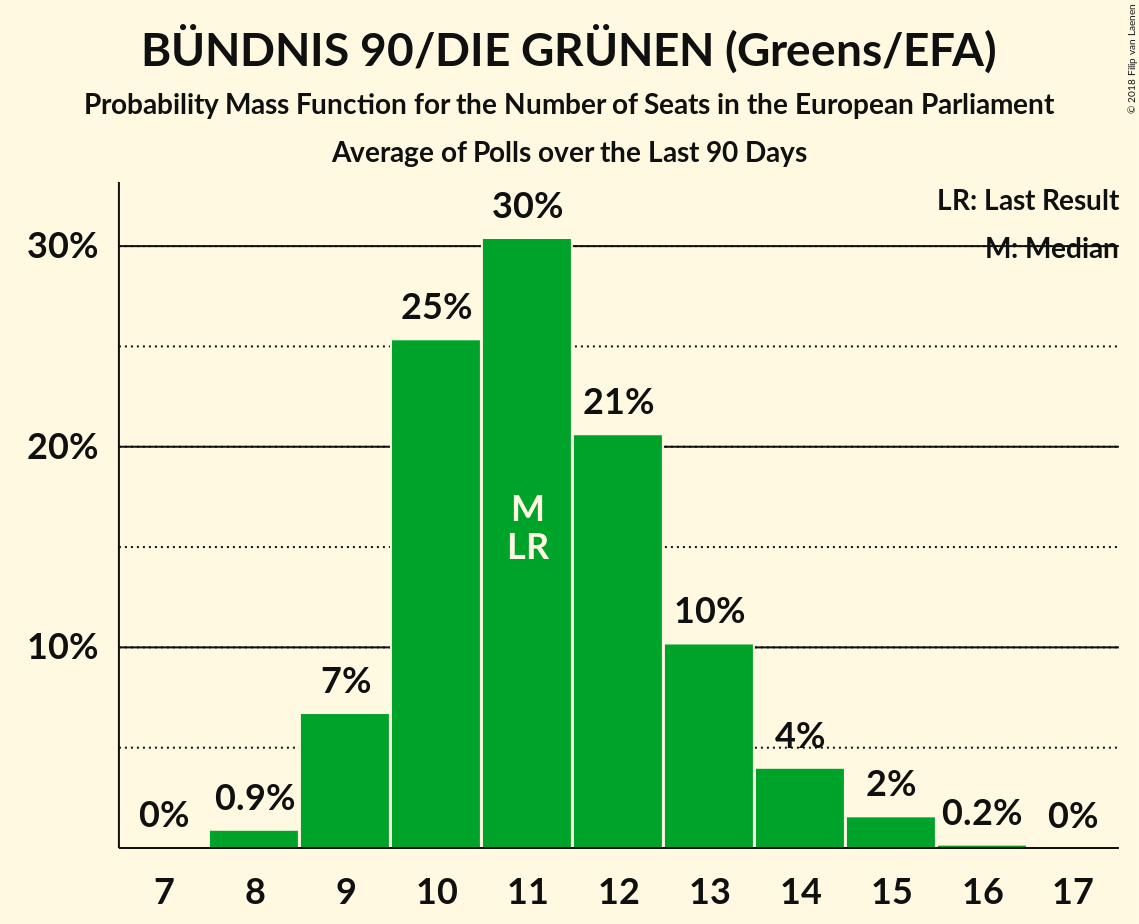 BÜNDNIS 90/DIE GRÜNEN (Greens/EFA)
Probability Mass Function for the Number of Seats in the European Parliament
Average of Polls over the Last 90 Days
© 2018 Filip van Laenen
LR: Last Result
M: Median
30%
20%
10%
0%
0.9%
7%
25%
30%
21%
10%
4%
2%
0.2%
0%
M
LR
7 8 9 10 11 12 13 14 15 16 17